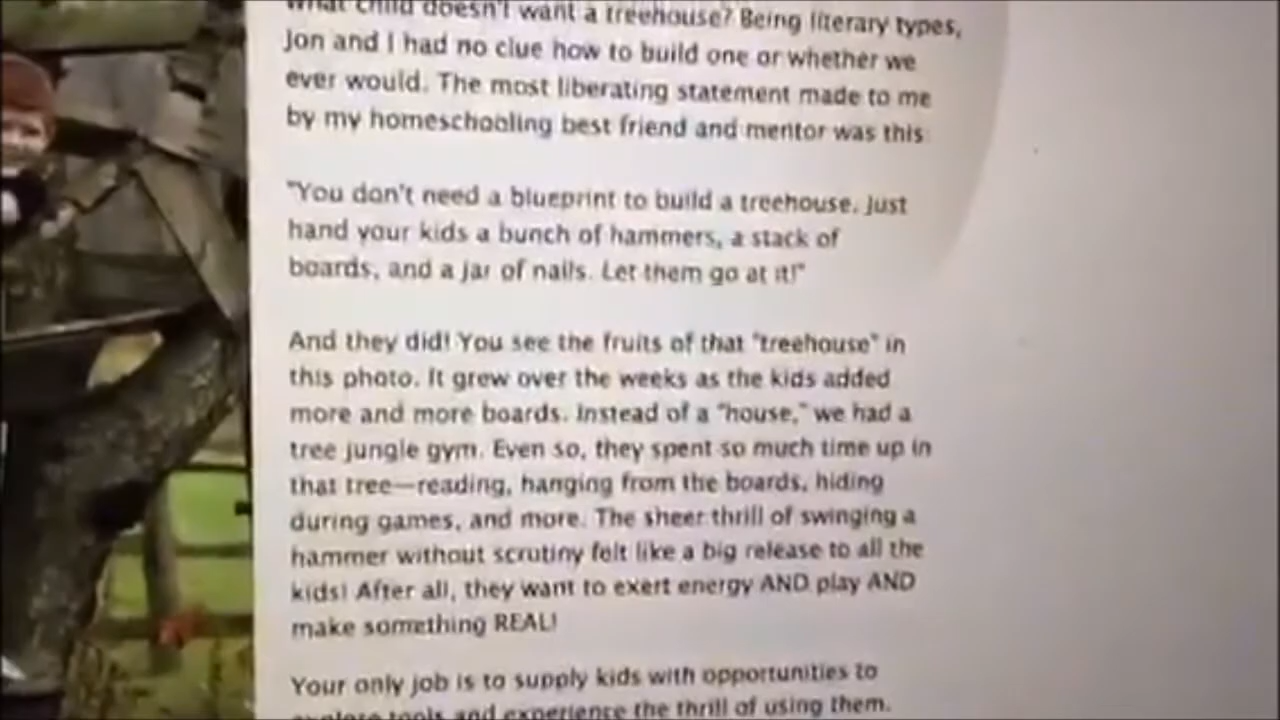 What child doesn't want a treehouse? Being literary types,
Jon and I had no clue how to build one or whether we
ever would. The most liberating statement made to me
by my homeschooling best friend and mentor was this:
"You don't need a blueprint to build a treehouse. Just
hand your kids a bunch of hammers, a stack of
boards, and a jar of nails. Let them go at it!"
And they did! You see the fruits of that "treehouse" in
this photo. It grew over the weeks as the kids added
more and more boards. Instead of a "house," we had a
tree jungle gym. Even so, they spent so much time up in
that tree—reading, hanging from the boards, hiding
during games, and more. The sheer thrill of swinging a
hammer without scrutiny felt like a big release to all the
kids! After all, they want to exert energy AND play AND
make something REAL!
Your only job is to supply kids with opportunities to
explore tools and experience the thrill of using them.